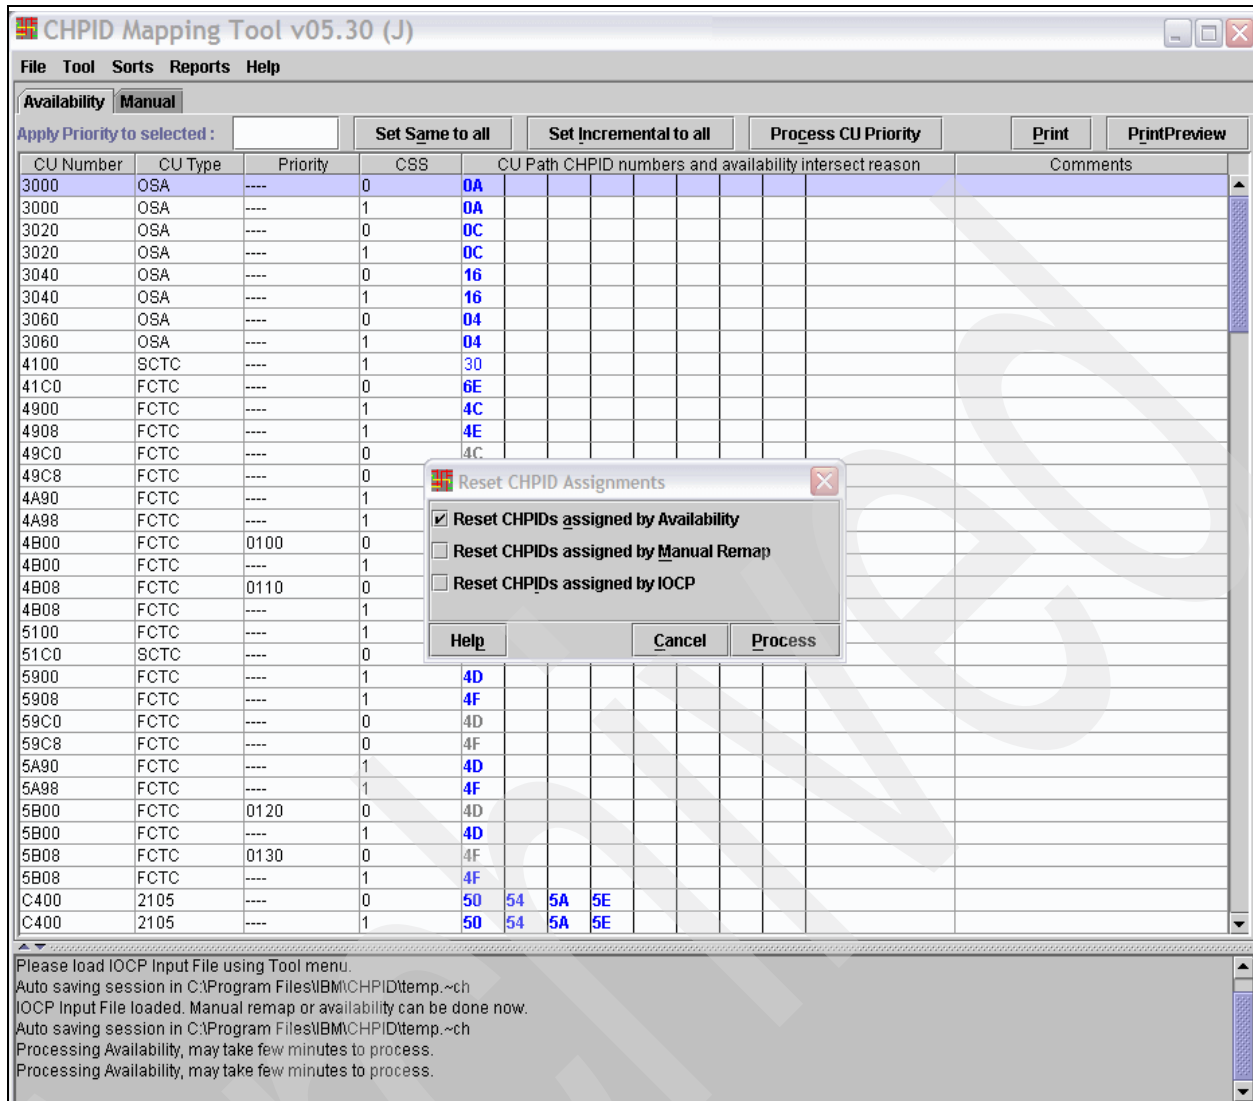 CHPID Mapping Tool v05.30 (J)
File Tool Sorts Reports Help
Availability Manual
Apply Priority to selected : Set Same to all Set Incremental to all Process CU Priority Print PrintPreview
CU Number CU Type Priority CSS CU Path CHPID numbers and availability intersect reason Comments
3000 OSA ---- 0 0A
3000 OSA ---- 1 0A
3020 OSA ---- 0 0C
3020 OSA ---- 1 0C
3040 OSA ---- 0 16
3040 OSA ---- 1 16
3060 OSA ---- 0 04
3060 OSA ---- 1 04
4100 SCTC ---- 1 30
41C0 FCTC ---- 0 6E
4900 FCTC ---- 1 4C
4908 FCTC ---- 1 4E
49C0 FCTC ---- 0 4C
49C8 FCTC ---- 0
4A90 FCTC ---- 1
4A98 FCTC ---- 1
4B00 FCTC 0100 0
4B00 FCTC ---- 1
4B08 FCTC 0110 0
4B08 FCTC ---- 1
5100 FCTC ---- 1
51C0 SCTC ---- 0
Reset CHPID Assignments
Reset CHPIDs assigned by Availability
Reset CHPIDs assigned by Manual Remap
Reset CHPIDs assigned by IOCP
Help Cancel Process
5900 FCTC ---- 1 4D
5908 FCTC ---- 1 4F
59C0 FCTC ---- 0 4D
59C8 FCTC ---- 0 4F
5A90 FCTC ---- 1 4D
5A98 FCTC ---- 1 4F
5B00 FCTC 0120 0 4D
5B00 FCTC ---- 1 4D
5B08 FCTC 0130 0 4F
5B08 FCTC ---- 1 4F
C400 2105 ---- 0 50 54 5A 5E
C400 2105 ---- 1 50 54 5A 5E
Please load IOCP Input File using Tool menu.
Auto saving session in C:\Program Files\IBM\CHPID\temp.~ch
IOCP Input File loaded. Manual remap or availability can be done now.
Auto saving session in C:\Program Files\IBM\CHPID\temp.~ch
Processing Availability, may take few minutes to process.
Processing Availability, may take few minutes to process.